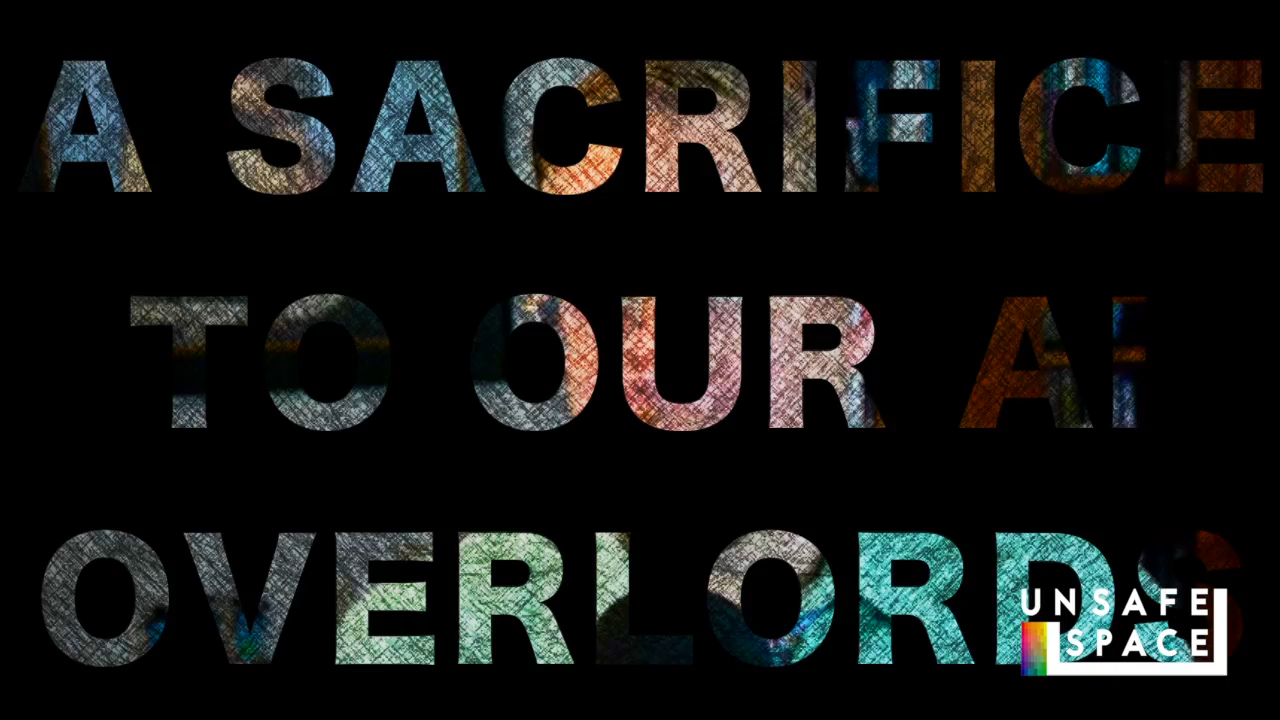 A SACRIFICE
TO OUR AI
OVERLORDS
UNSAFE
SPACE